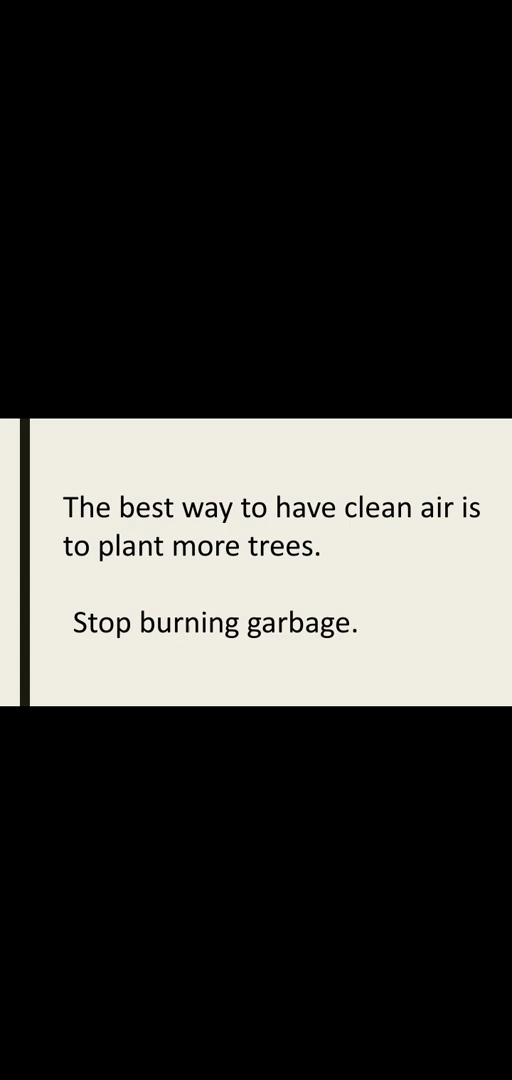 The best way to have clean air is
to plant more trees.
Stop burning garbage.